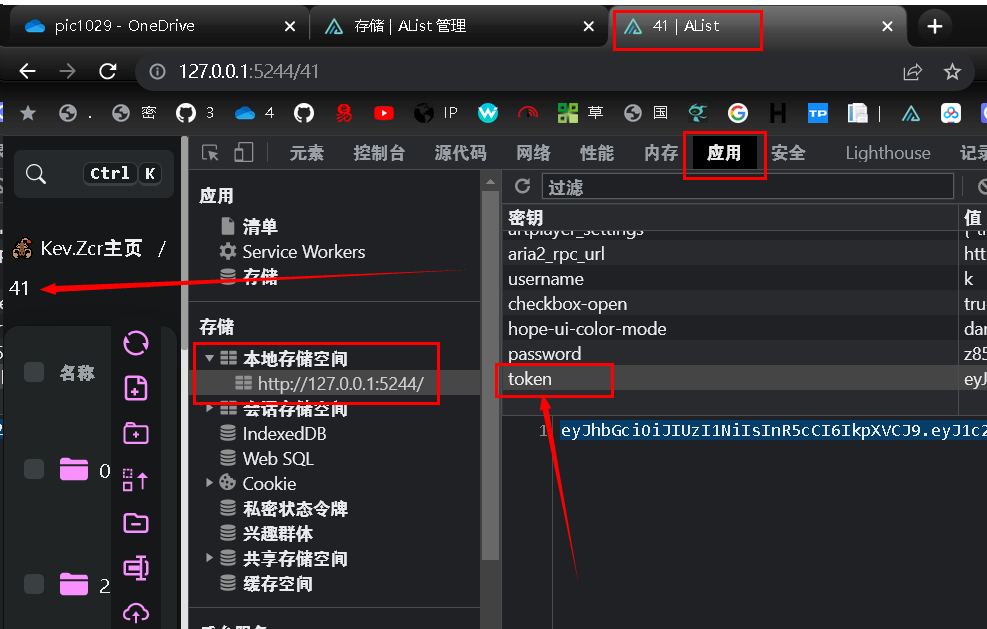 pic1029 - OneDrive
存储 | AList 管理
41 | AList
127.0.0.1:5244/41
密
3
4
IP
草
TP
国
H
Ctrl K
元素 控制台 源代码 网络 性能 内存 应用 安全 Lighthouse 记录
Kev.Zcr主页 /
41
名称
0
2
应用
清单
Service Workers
存储
存储
本地存储空间
http://127.0.0.1:5244/
会话存储空间
IndexedDB
Web SQL
Cookie
私密状态令牌
兴趣群体
共享存储空间
缓存空间
过滤
密钥 值
artplayer_settings
aria2_rpc_url htt
username k
checkbox-open tru
hope-ui-color-mode dar
password z85
token eyJ
1 eyJhbGciOiJIUzI1NiIsInR5cCI6IkpXVCJ9.eyJ1c2